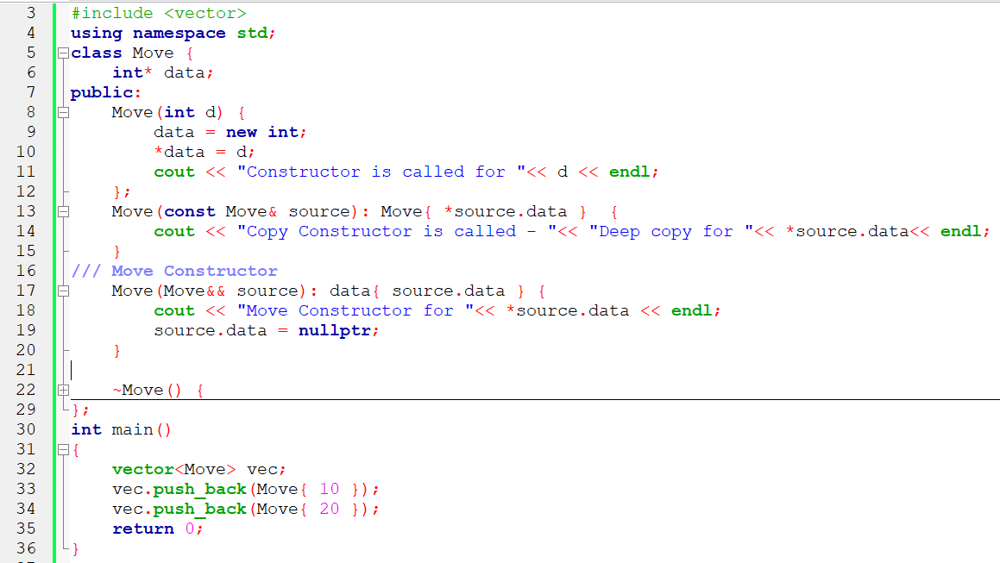 3 #include <vector>
4 using namespace std;
5 class Move {
6 int* data;
7 public:
8 Move(int d) {
9 data = new int;
10 *data = d;
11 cout << "Constructor is called for "<< d << endl;
12 };
13 Move(const Move& source): Move{ *source.data } {
14 cout << "Copy Constructor is called - "<< "Deep copy for "<< *source.data<< endl;
15 }
16 /// Move Constructor
17 Move(Move&& source): data{ source.data } {
18 cout << "Move Constructor for "<< *source.data << endl;
19 source.data = nullptr;
20 }
21
22 ~Move() {
29 };
30 int main()
31 {
32 vector<Move> vec;
33 vec.push_back(Move{ 10 });
34 vec.push_back(Move{ 20 });
35 return 0;
36 }